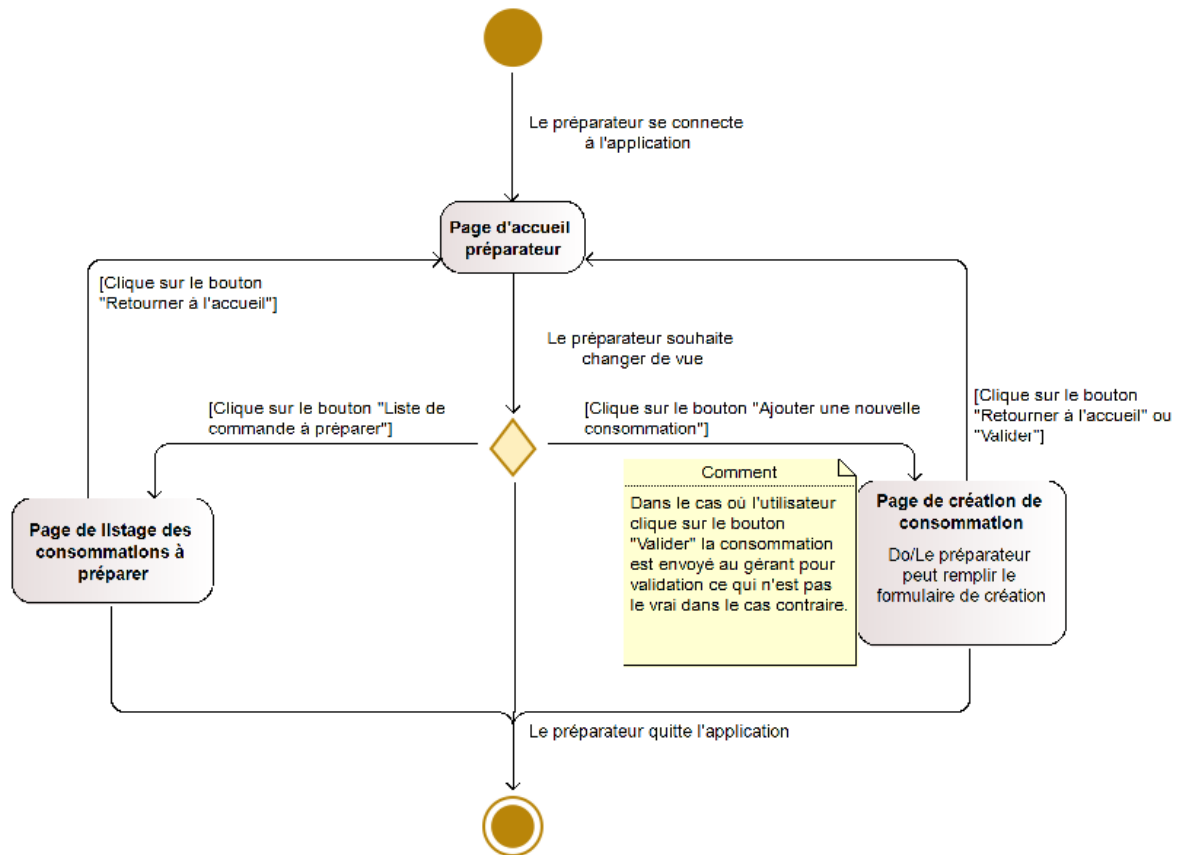 Le préparateur se connecte
à l'application
Page d'accueil
préparateur
[Clique sur le bouton
"Retourner à l'accueil"]
Le préparateur souhaite
changer de vue
[Clique sur le bouton "Liste de
commande à préparer"]
[Clique sur le bouton "Ajouter une nouvelle
consommation"]
[Clique sur le bouton
"Retourner à l'accueil" ou
"Valider"]
Comment
Dans le cas où l'utilisateur
clique sur le bouton
"Valider" la consommation
est envoyé au gérant pour
validation ce qui n'est pas
le vrai dans le cas contraire.
Page de création de
consommation
Do/Le préparateur
peut remplir le
formulaire de création
Page de listage des
consommations à
préparer
Le préparateur quitte l'application